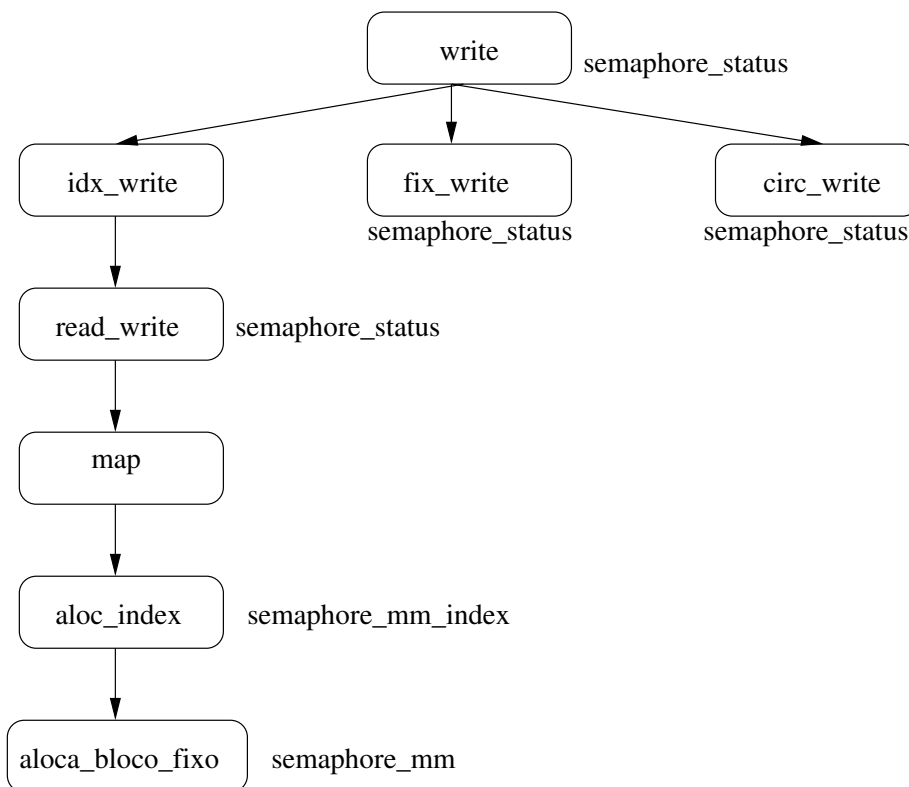 write
semaphore_status
idx_write
fix_write
circ_write
semaphore_status
semaphore_status
read_write
semaphore_status
map
aloc_index
semaphore_mm_index
aloca_bloco_fixo
semaphore_mm